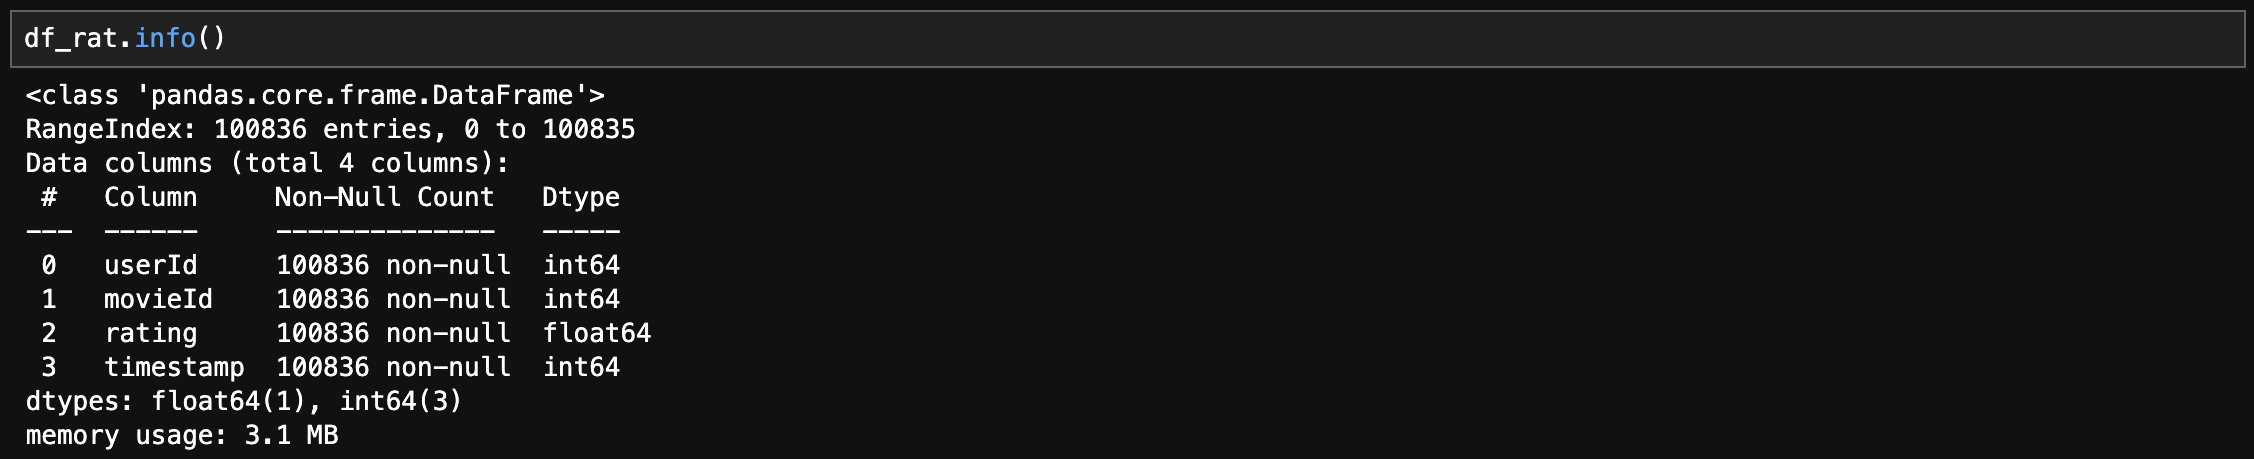 df_rat.info()
<class 'pandas.core.frame.DataFrame'>
RangeIndex: 100836 entries, 0 to 100835
Data columns (total 4 columns):
 #   Column     Non-Null Count   Dtype
---  ------     --------------   -----
 0   userId     100836 non-null  int64
 1   movieId    100836 non-null  int64
 2   rating     100836 non-null  float64
 3   timestamp  100836 non-null  int64
dtypes: float64(1), int64(3)
memory usage: 3.1 MB